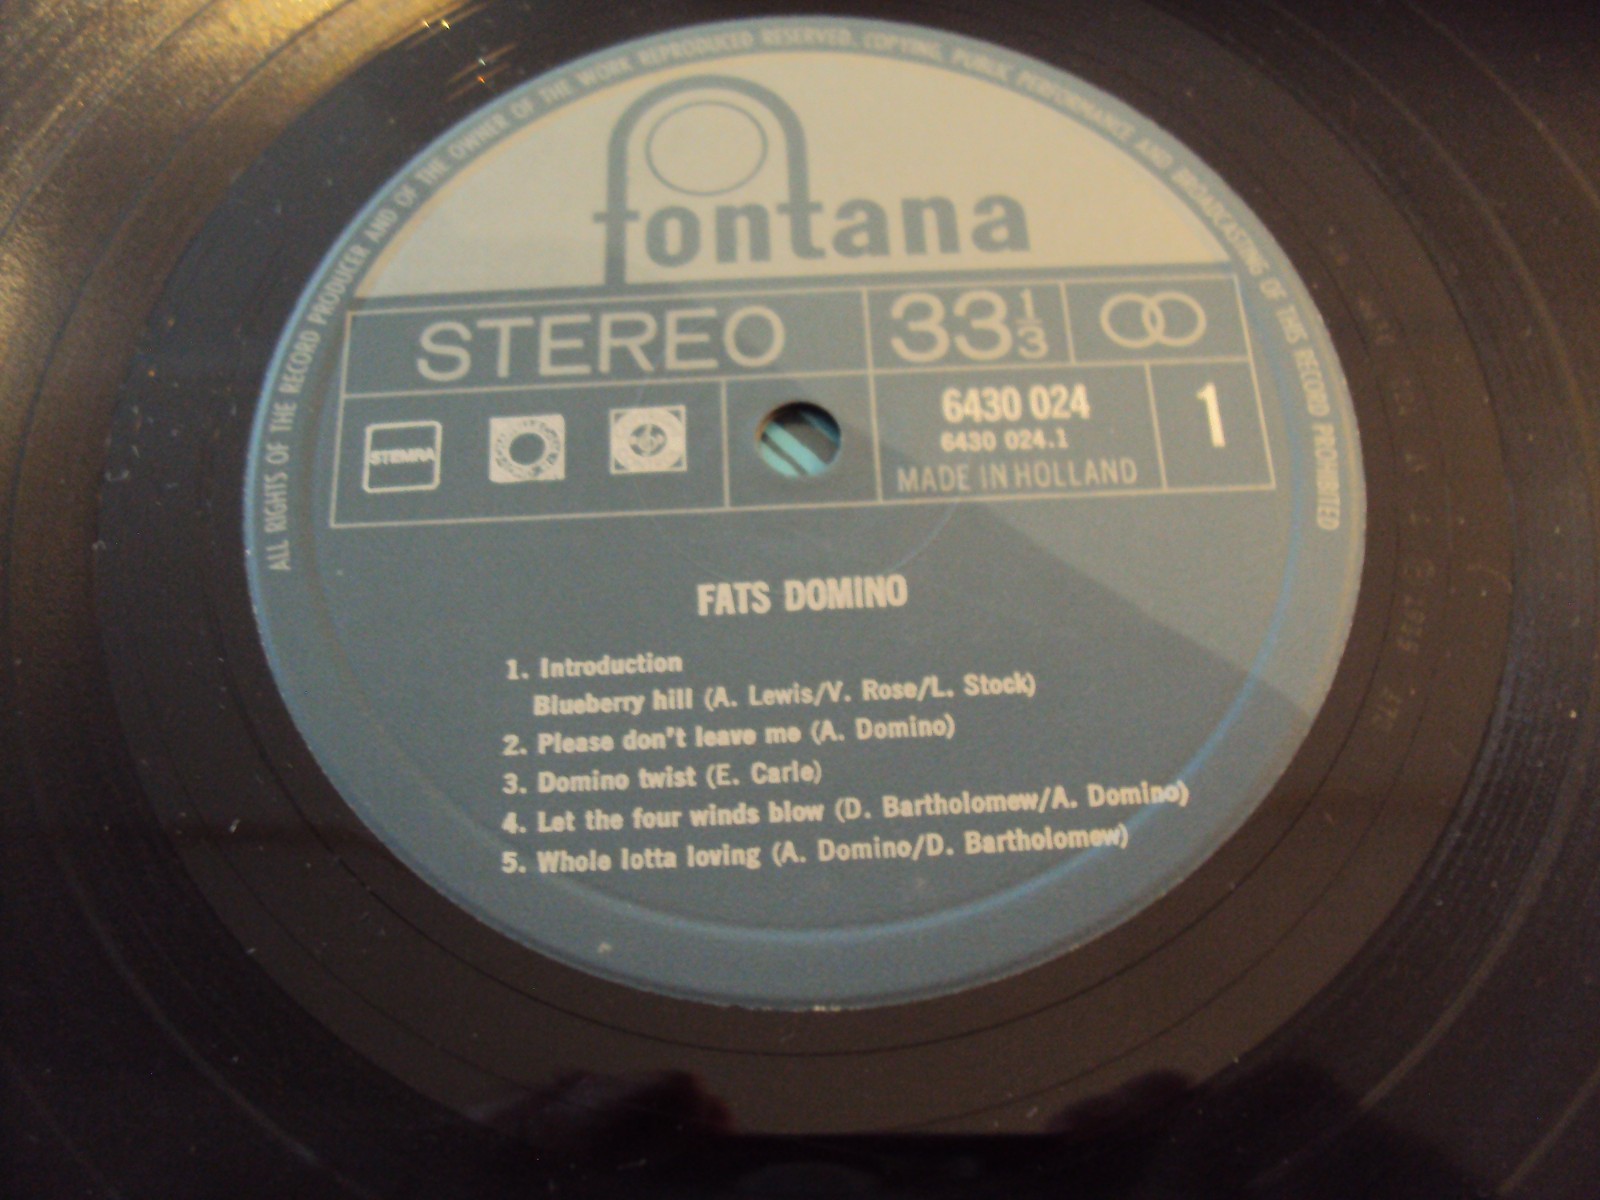 ALL RIGHTS OF THE RECORD PRODUCER AND OF THE OWNER OF THE WORK REPRODUCED RESERVED. COPYING, PUBLIC PERFORMANCE AND BROADCASTING OF THIS RECORD PROHIBITED
fontana
STEREO
33 1/3
STEMRA
6430 024
6430 024.1
MADE IN HOLLAND
1
FATS DOMINO
1. Introduction
Blueberry hill (A. Lewis/V. Rose/L. Stock)
2. Please don't leave me (A. Domino)
3. Domino twist (E. Carle)
4. Let the four winds blow (D. Bartholomew/A. Domino)
5. Whole lotta loving (A. Domino/D. Bartholomew)